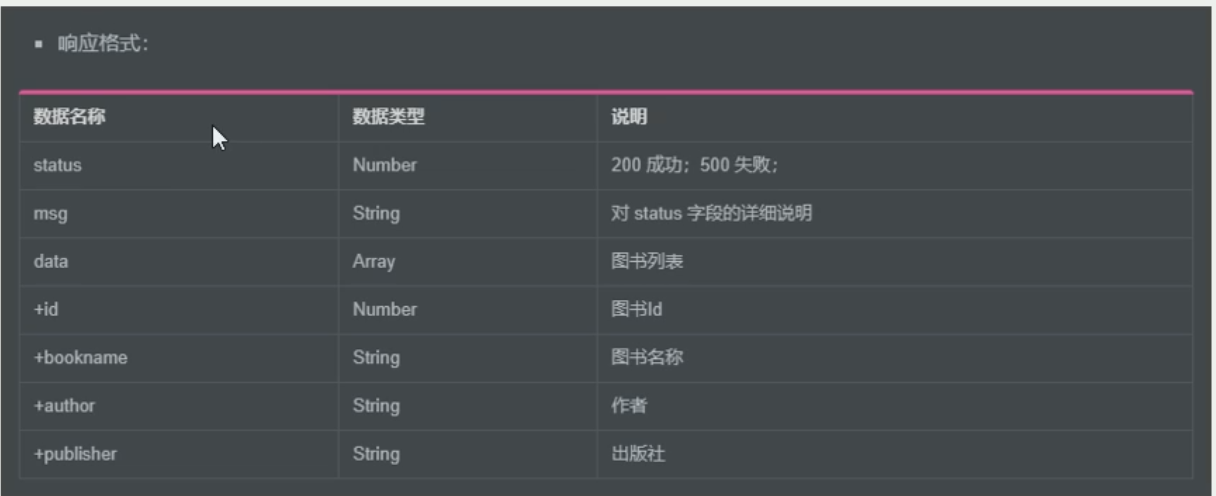 ▪ 响应格式：
数据名称 数据类型 说明
status Number 200 成功；500 失败；
msg String 对 status 字段的详细说明
data Array 图书列表
+id Number 图书Id
+bookname String 图书名称
+author String 作者
+publisher String 出版社